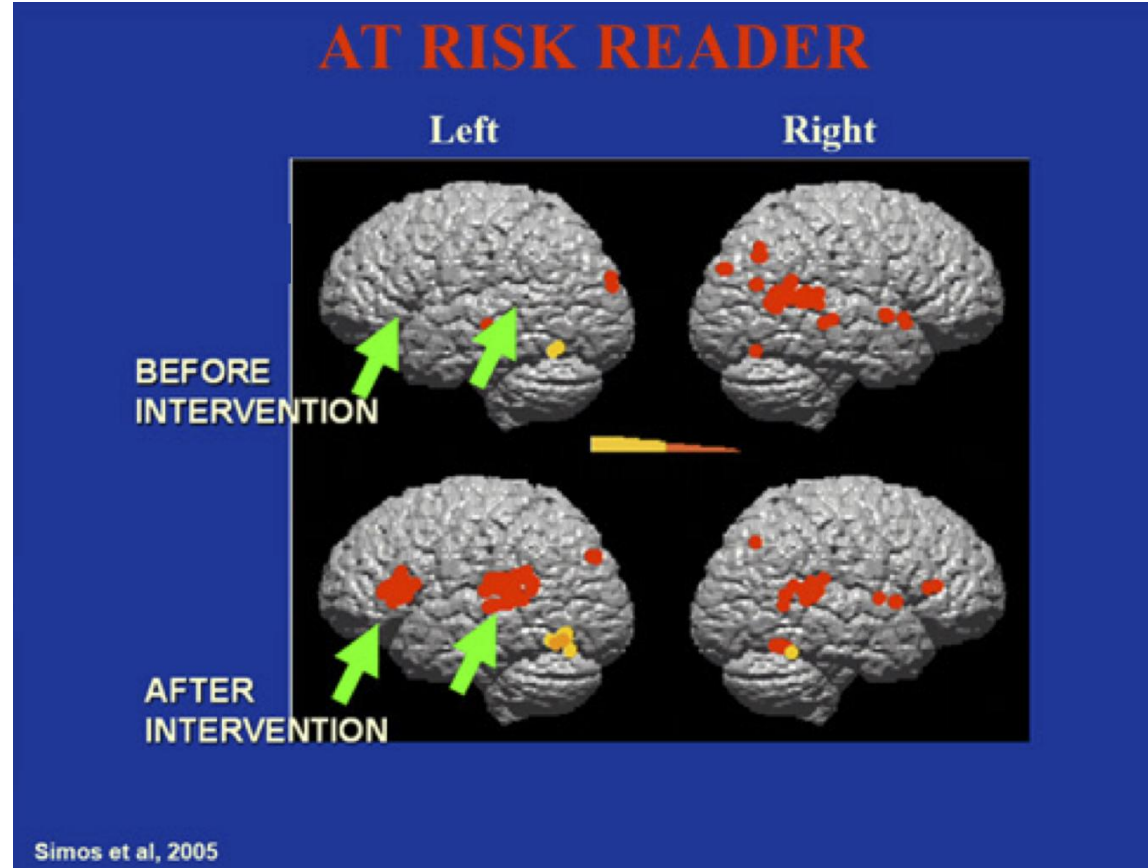 AT RISK READER
Left Right
BEFORE
INTERVENTION
AFTER
INTERVENTION
Simos et al, 2005